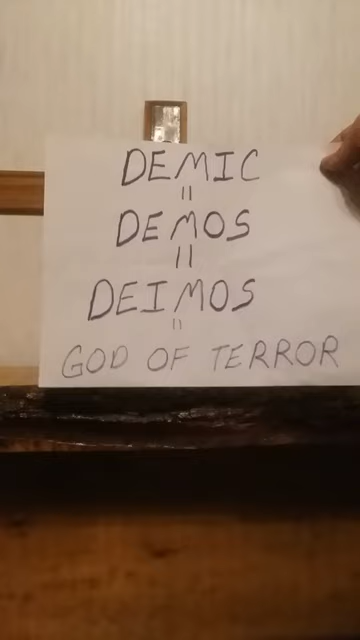 DEMIC
=
DEMOS
=
DEIMOS
=
GOD OF TERROR